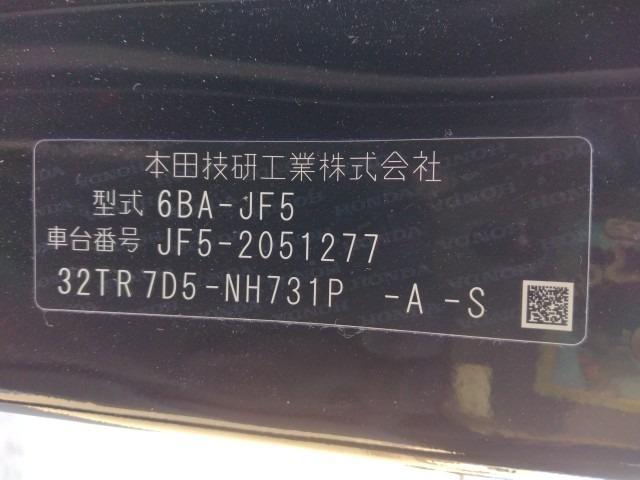 本田技研工業株式会社
型式 6BA-JF5
車台番号 JF5-2051277
32TR 7D5-NH731P -A -S